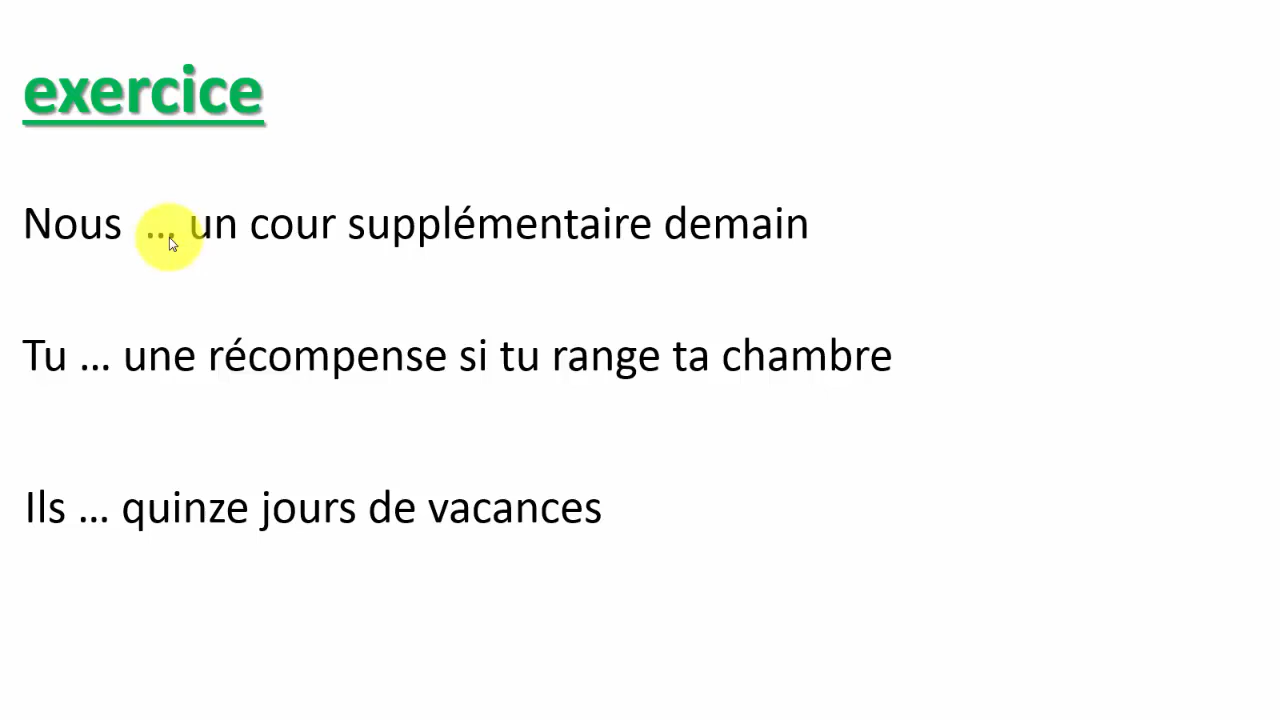 exercice
Nous ... un cour supplémentaire demain
Tu ... une récompense si tu range ta chambre
Ils ... quinze jours de vacances